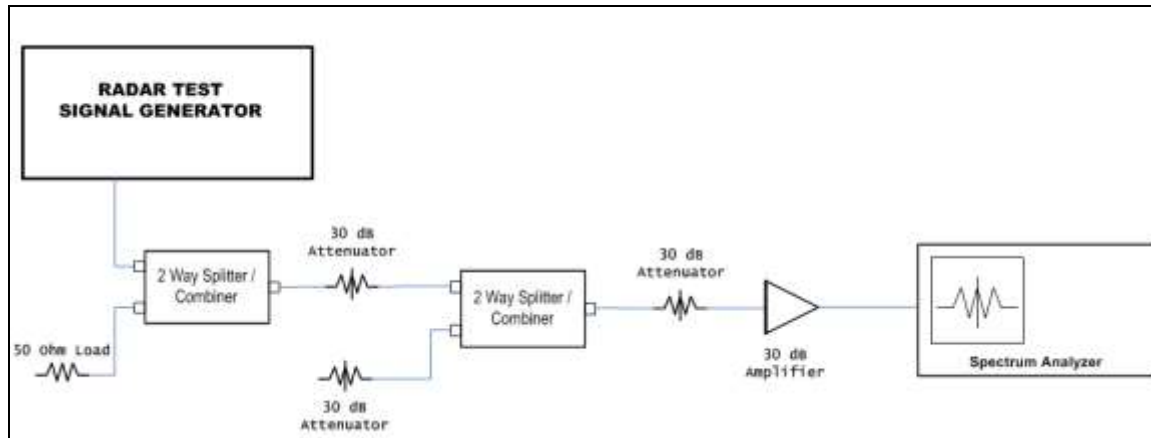 RADAR TEST
SIGNAL GENERATOR
30 dB
Attenuator
30 dB
Attenuator
2 Way Splitter /
Combiner
2 Way Splitter /
Combiner
50 Ohm Load
30 dB
Amplifier
Spectrum Analyzer
30 dB
Attenuator